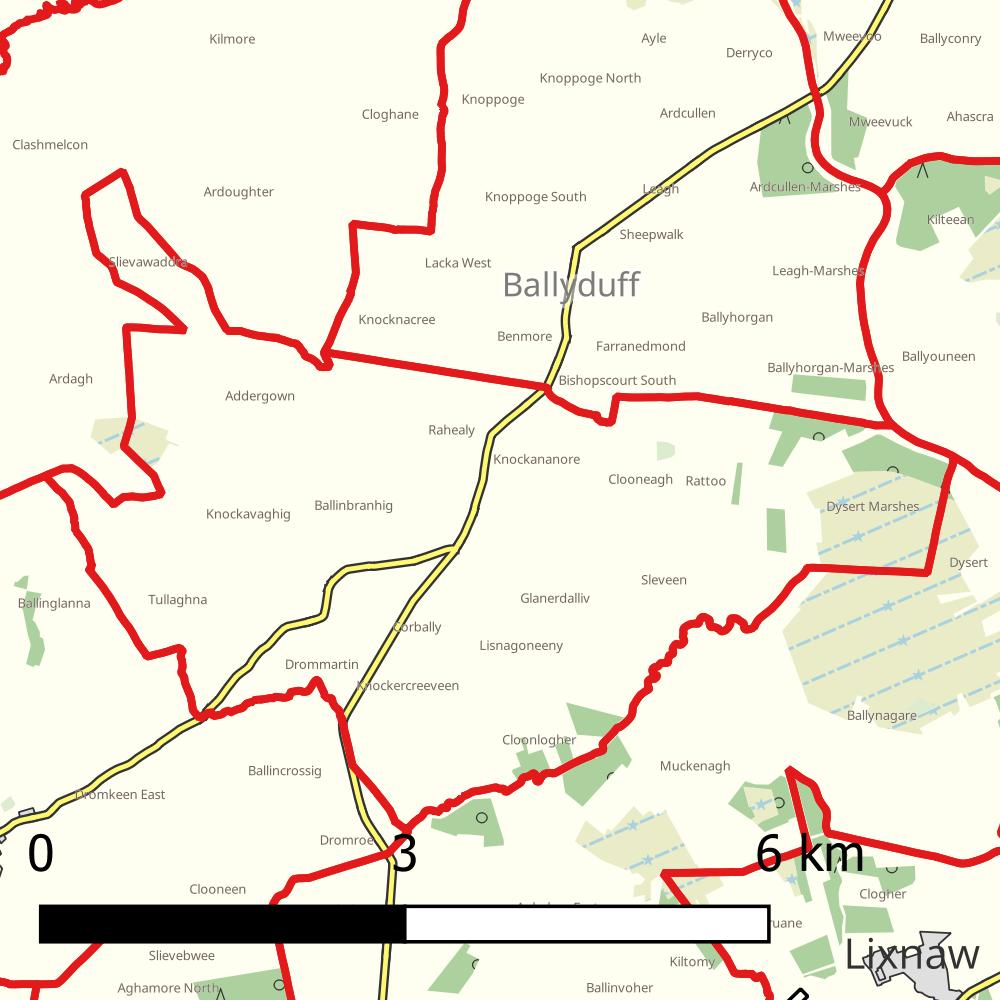 Kilmore
Ayle
Derryco
Mweevoo
Ballyconry
Knoppoge North
Knoppoge
Cloghane
Ardcullen
Mweevuck
Ahascra
Clashmelcon
Ardoughter
Knoppoge South
Leagh
Ardcullen-Marshes
Kilteean
Sheepwalk
Slievawaddra
Lacka West
Leagh-Marshes
Ballyduff
Knocknacree
Benmore
Ballyhorgan
Farranedmond
Ballyouneen
Ardagh
Addergown
Bishopscourt South
Ballyhorgan-Marshes
Rahealy
Knockananore
Clooneagh
Rattoo
Knockavaghig
Ballinbranhig
Dysert Marshes
Dysert
Sleveen
Ballinglanna
Tullaghna
Glanerdalliv
Corbally
Lisnagoneeny
Drommartin
Knockercreeveen
Ballynagare
Cloonlogher
Ballincrossig
Muckenagh
Dromkeen East
Dromroe
0
3
6 km
Clooneen
Clogher
Slievebwee
Kiltomy
Lixnaw
Aghamore North
Ballinvoher